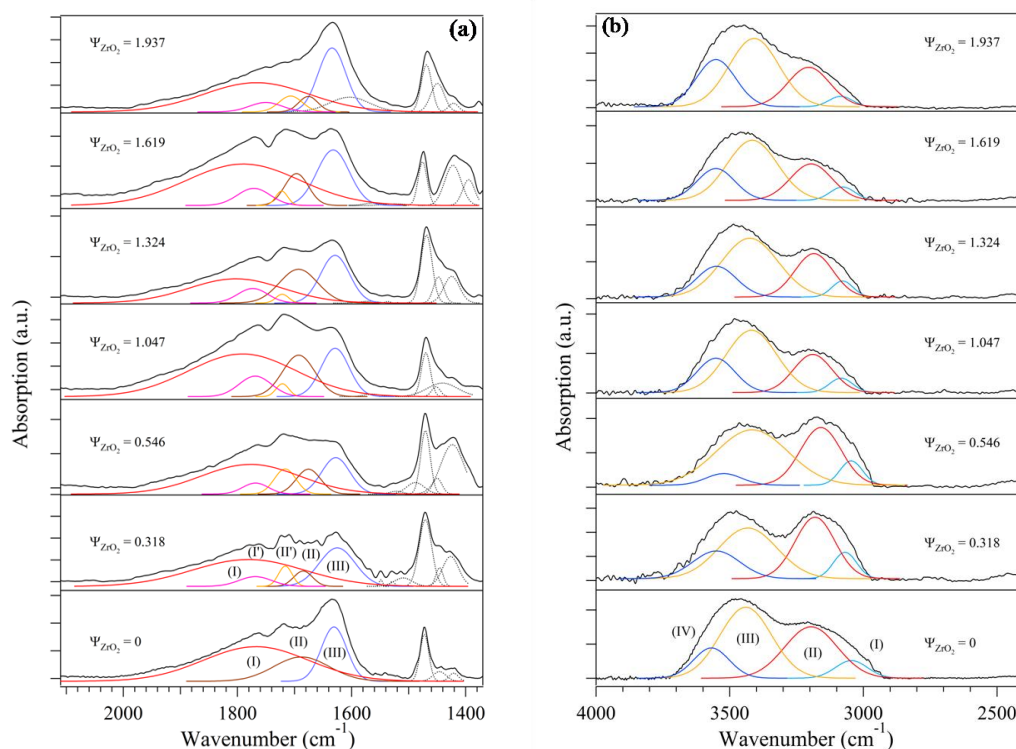 (a)
Ψ_ZrO₂ = 1.937
Ψ_ZrO₂ = 1.619
Ψ_ZrO₂ = 1.324
Ψ_ZrO₂ = 1.047
Ψ_ZrO₂ = 0.546
Ψ_ZrO₂ = 0.318
(I') (II') (II)
(I) (III)
Ψ_ZrO₂ = 0
(I) (II) (III)
2000 1800 1600 1400
Wavenumber (cm⁻¹)
Absorption (a.u.)
(b)
Ψ_ZrO₂ = 1.937
Ψ_ZrO₂ = 1.619
Ψ_ZrO₂ = 1.324
Ψ_ZrO₂ = 1.047
Ψ_ZrO₂ = 0.546
Ψ_ZrO₂ = 0.318
Ψ_ZrO₂ = 0
(IV) (III) (II) (I)
4000 3500 3000 2500
Wavenumber (cm⁻¹)
Absorption (a.u.)